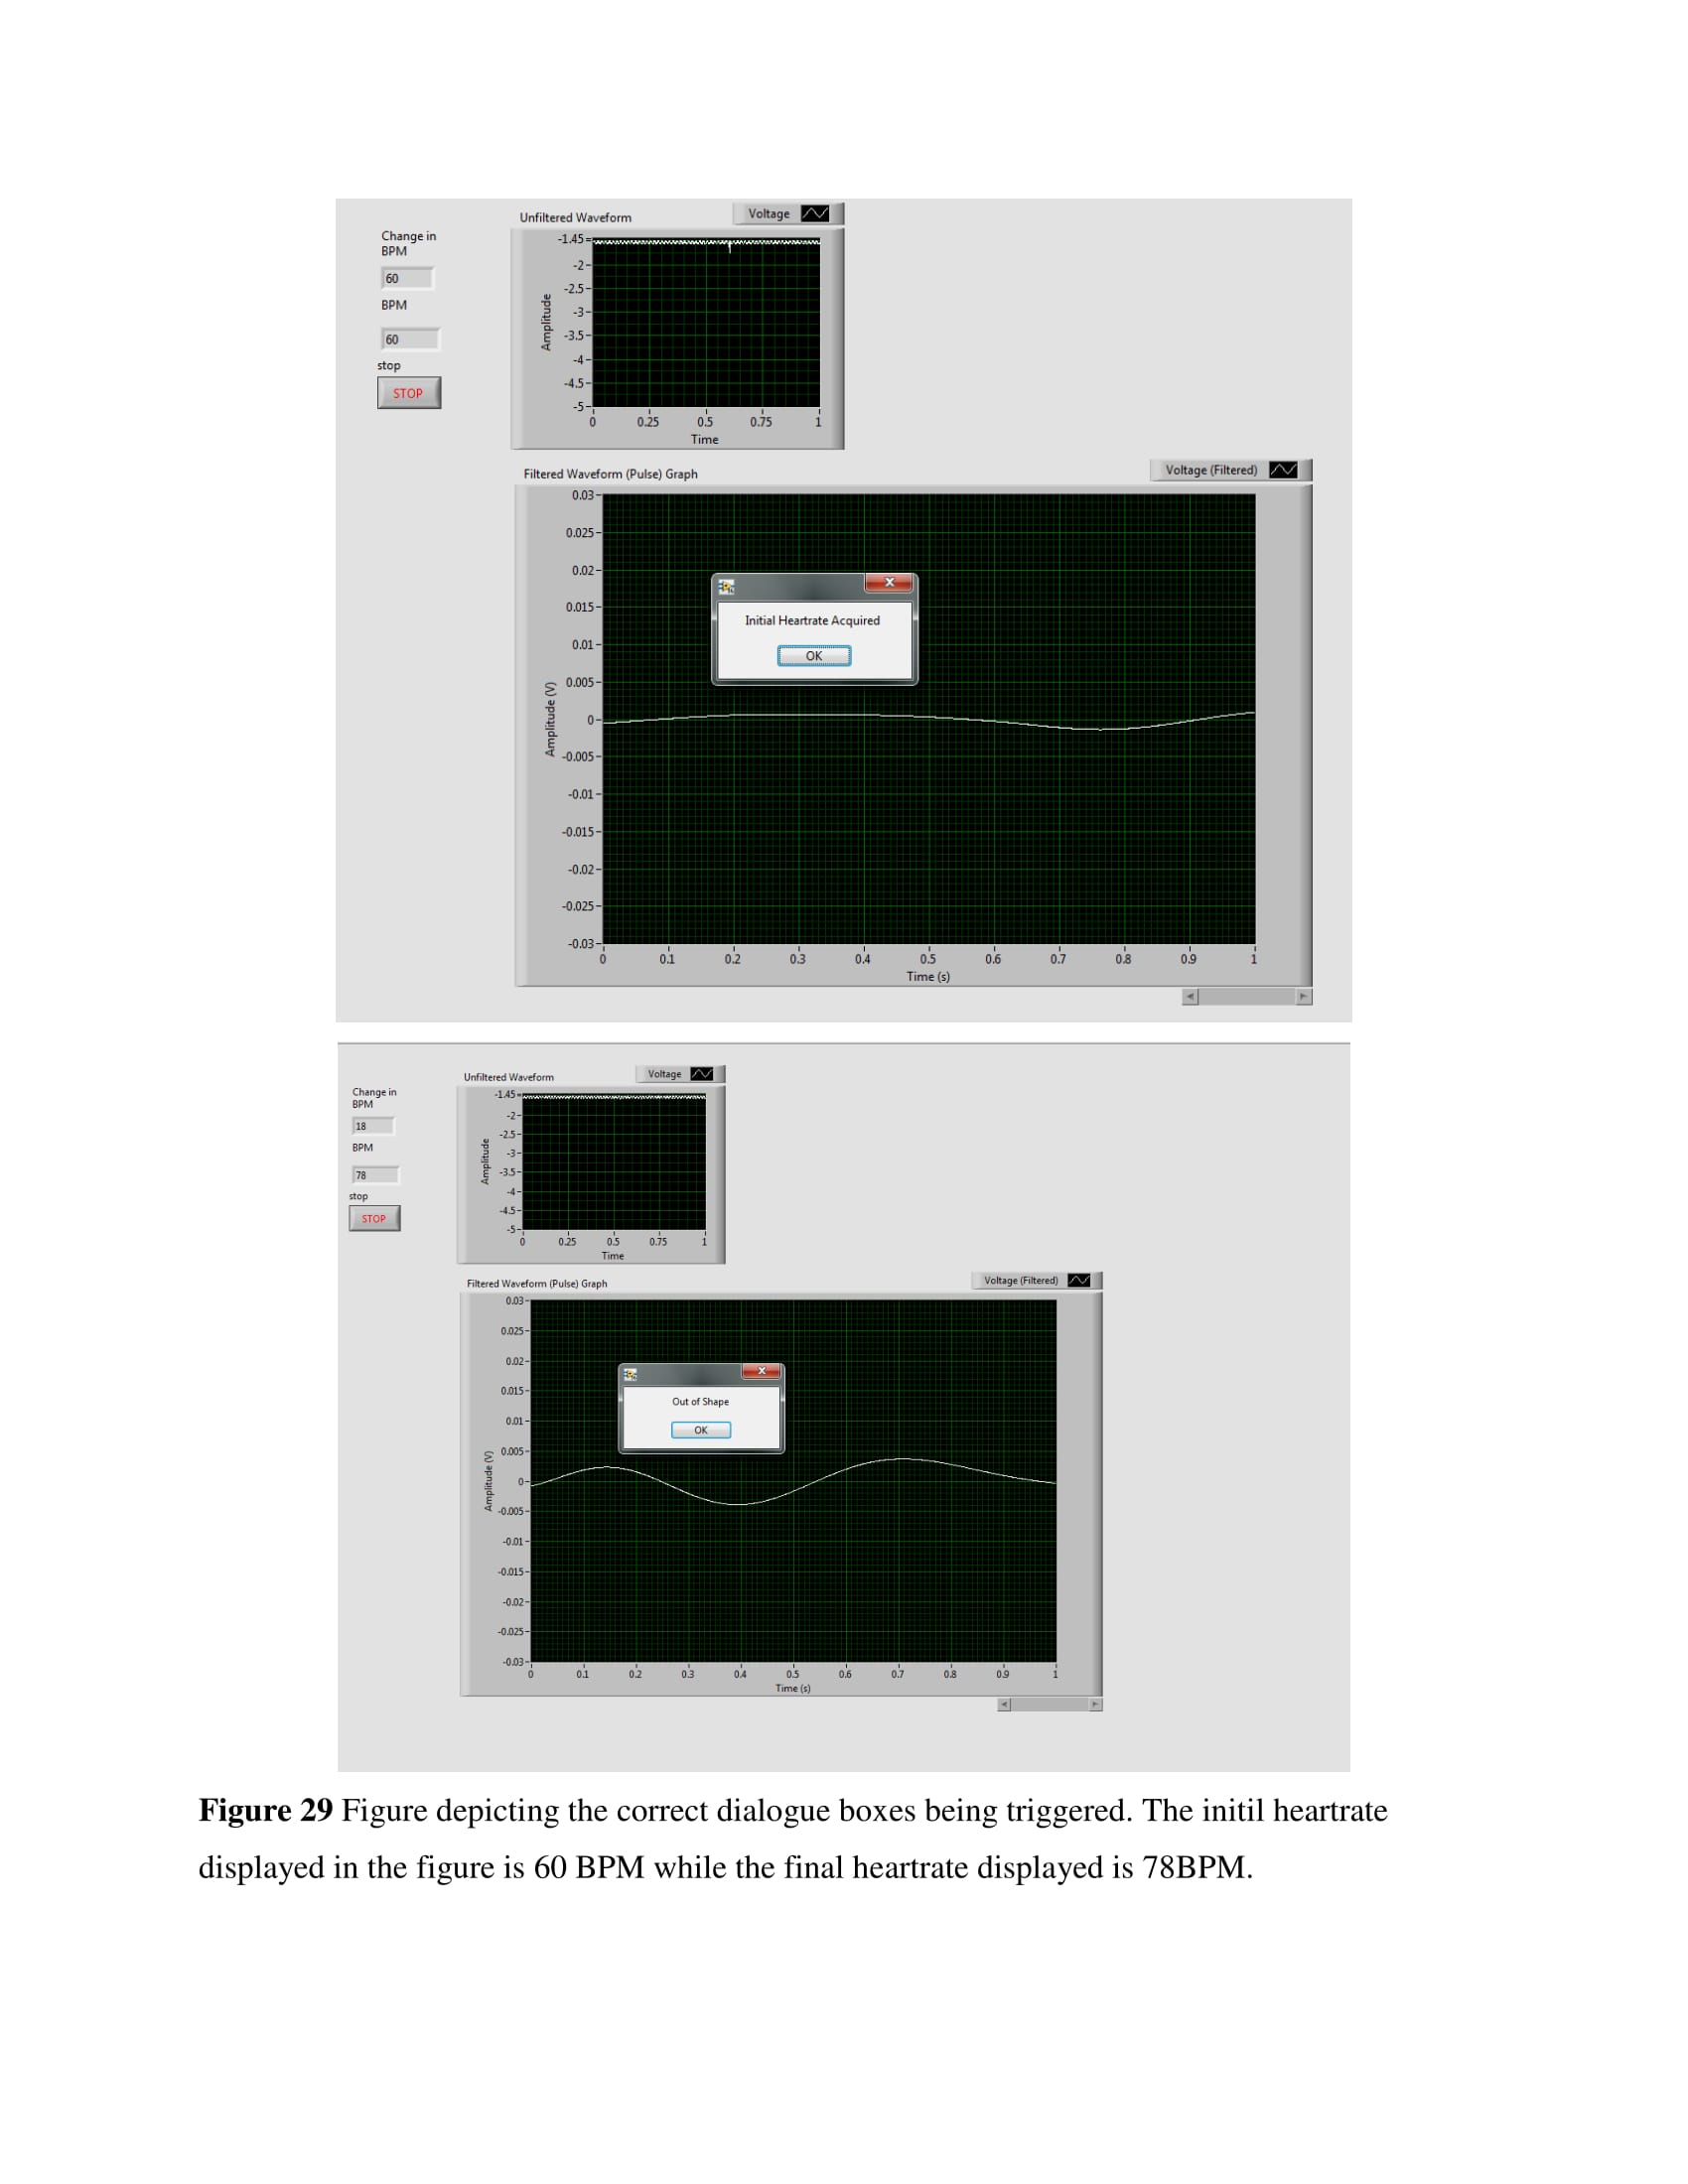 Unfiltered Waveform
Voltage
Change in
BPM
60
BPM
60
stop
STOP
-1.45
-2
-2.5
-3
-3.5
-4
-4.5
-5
Amplitude
0 0.25 0.5 0.75 1
Time
Filtered Waveform (Pulse) Graph
Voltage (Filtered)
0.03
0.025
0.02
0.015
0.01
0.005
0
-0.005
-0.01
-0.015
-0.02
-0.025
-0.03
Amplitude (V)
Initial Heartrate Acquired
OK
0 0.1 0.2 0.3 0.4 0.5 0.6 0.7 0.8 0.9 1
Time (s)
Unfiltered Waveform
Voltage
Change in
BPM
18
BPM
78
stop
STOP
-1.45
-2
-2.5
-3
-3.5
-4
-4.5
-5
Amplitude
0 0.25 0.5 0.75 1
Time
Filtered Waveform (Pulse) Graph
Voltage (Filtered)
0.03
0.025
0.02
0.015
0.01
0.005
0
-0.005
-0.01
-0.015
-0.02
-0.025
-0.03
Amplitude (V)
Out of Shape
OK
0 0.1 0.2 0.3 0.4 0.5 0.6 0.7 0.8 0.9 1
Time (s)
Figure 29 Figure depicting the correct dialogue boxes being triggered. The initil heartrate
displayed in the figure is 60 BPM while the final heartrate displayed is 78BPM.